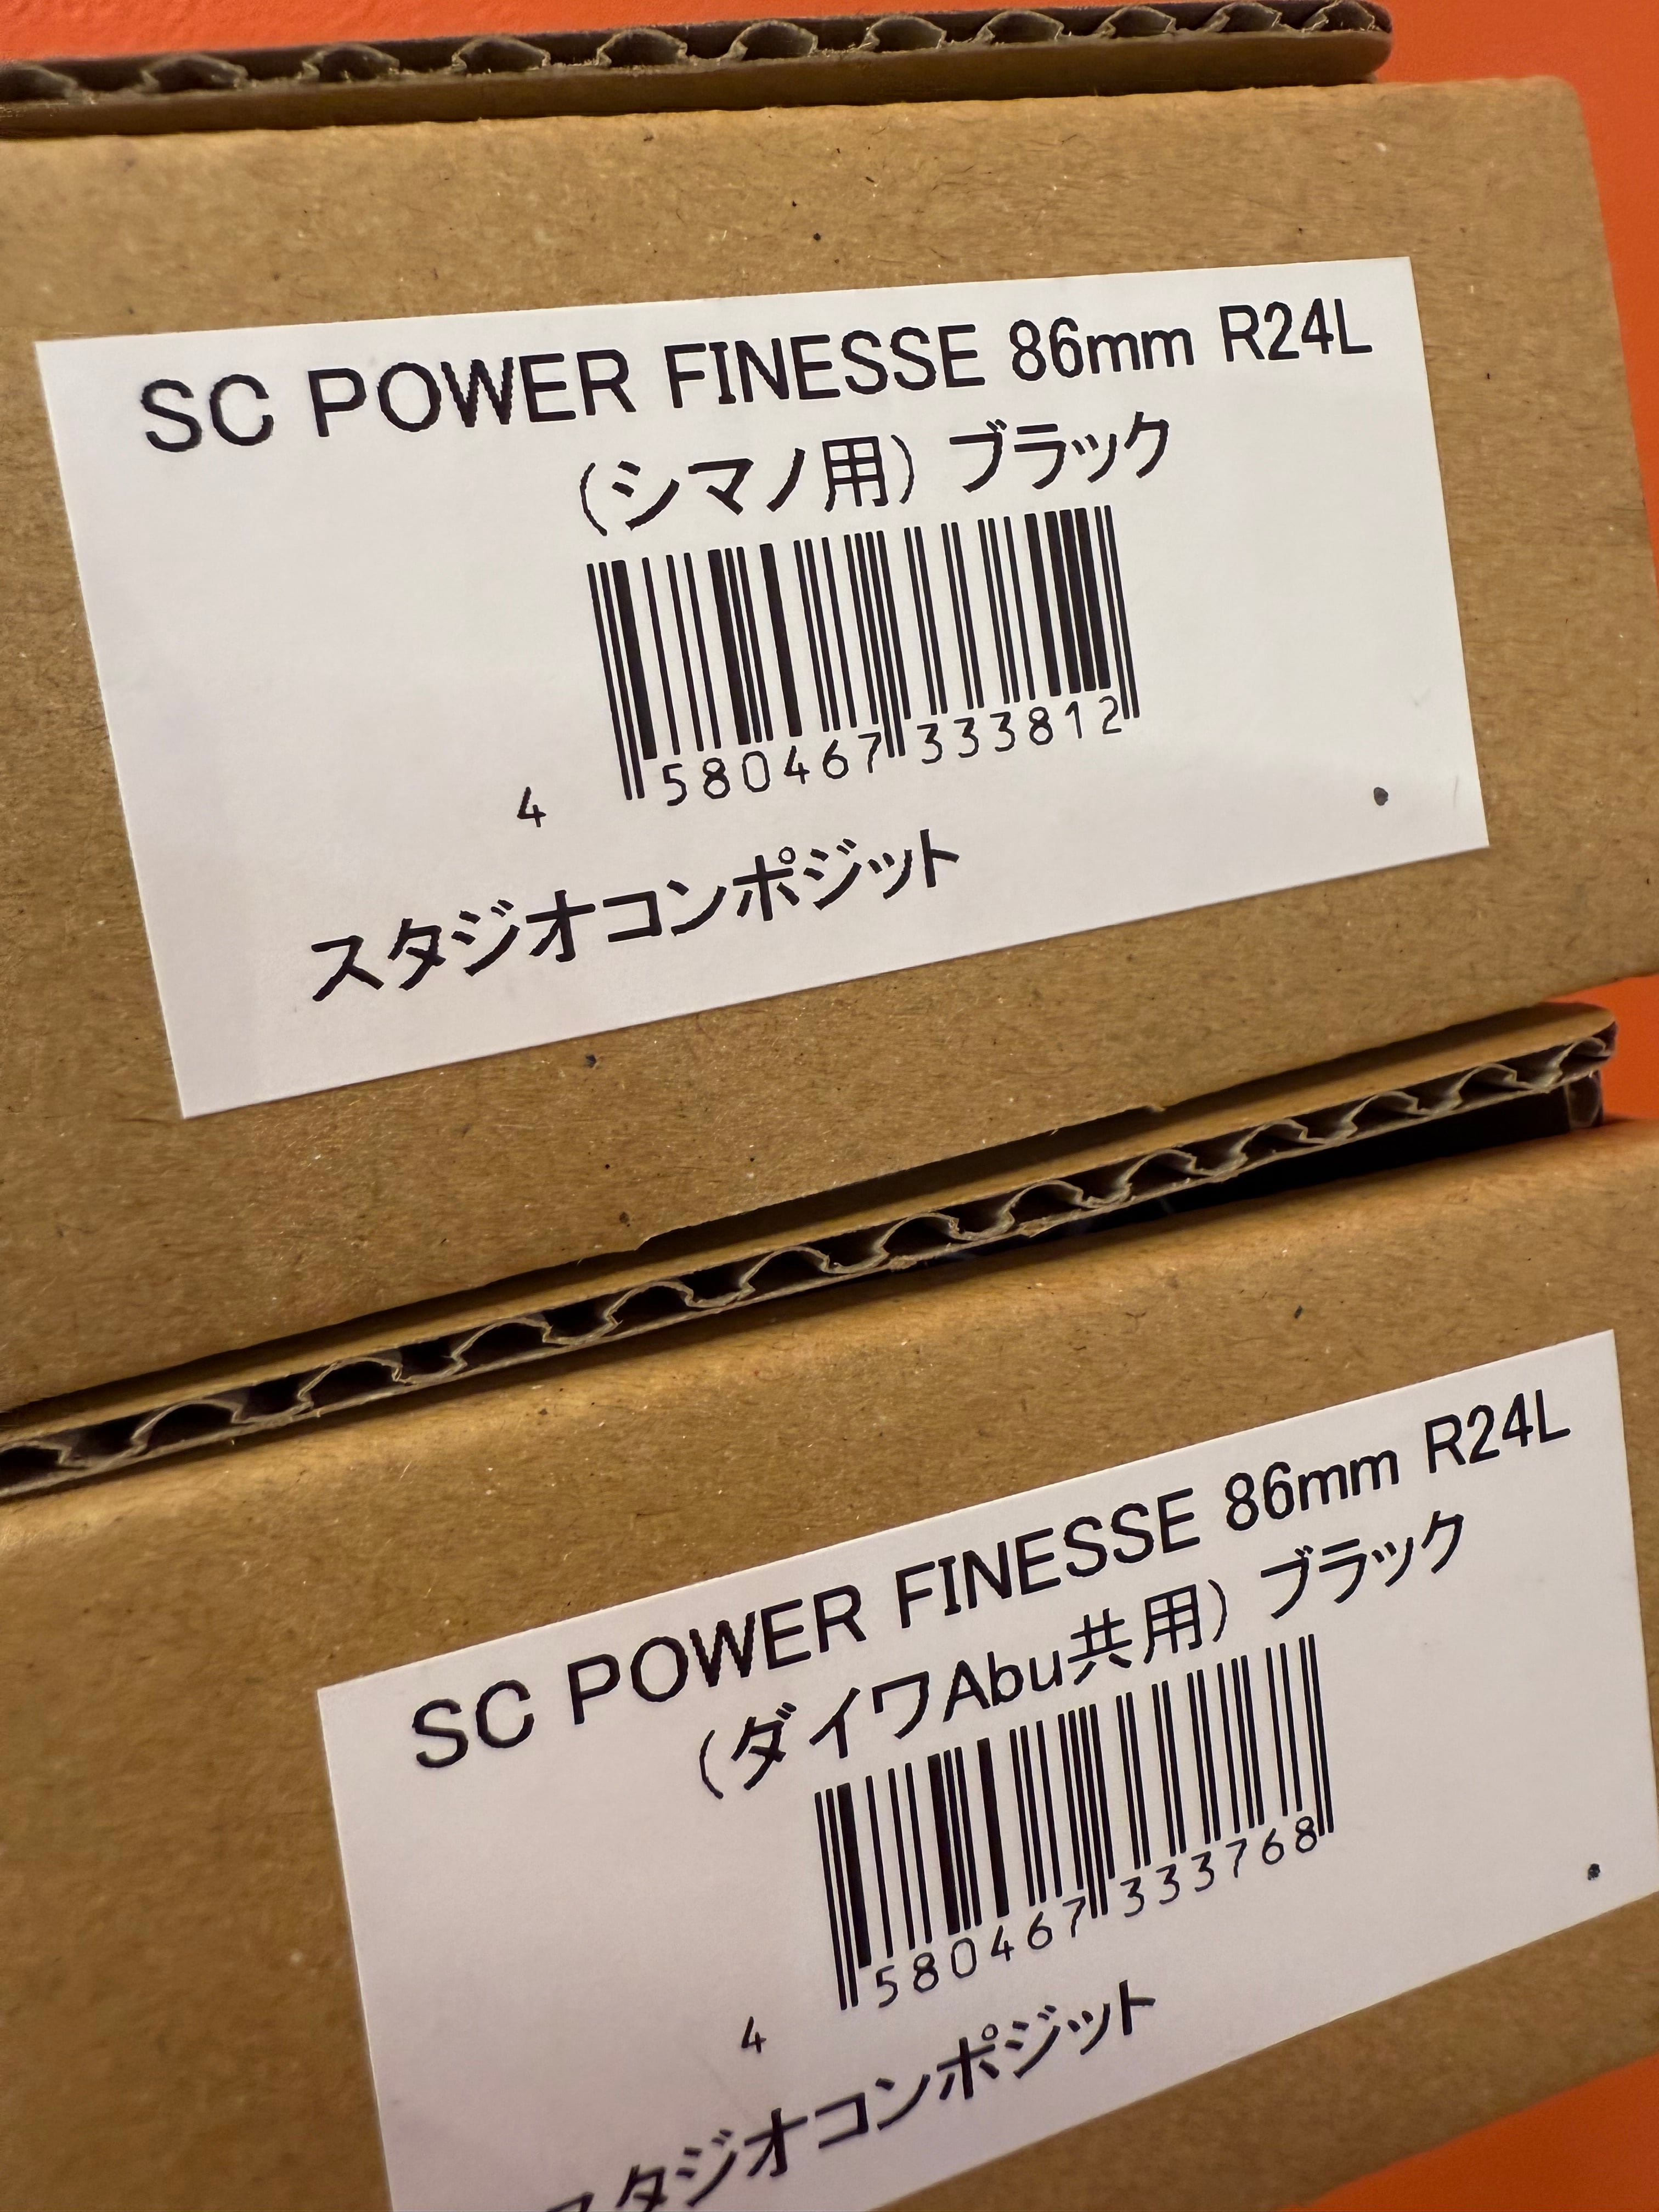 SC POWER FINESSE 86mm R24L
（シマノ用）ブラック
4 580467 333812
スタジオコンポジット
SC POWER FINESSE 86mm R24L
（ダイワAbu共用）ブラック
4 580467 333768
スタジオコンポジット